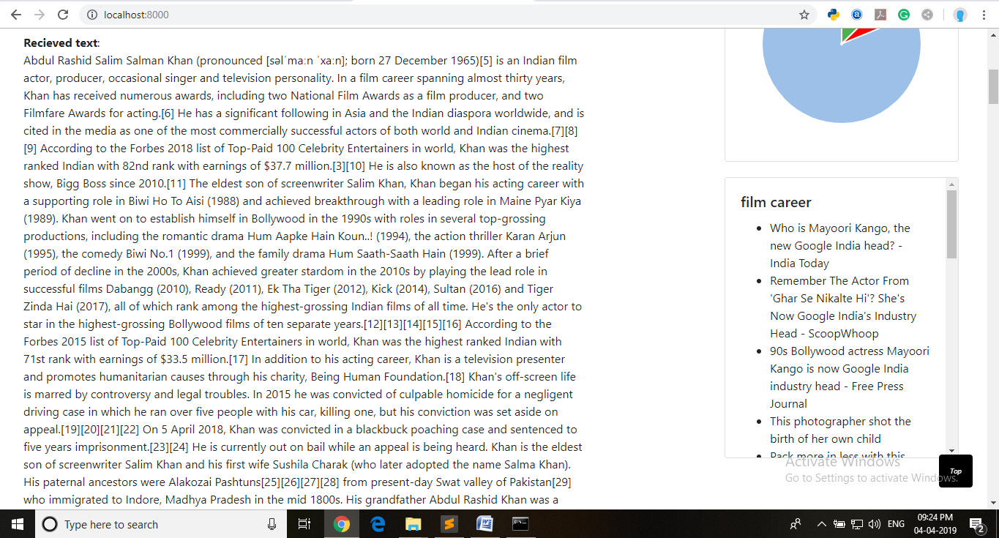 localhost:8000
Recieved text:
Abdul Rashid Salim Salman Khan (pronounced [səlˈmaːn ˈxaːn]; born 27 December 1965)[5] is an Indian film
actor, producer, occasional singer and television personality. In a film career spanning almost thirty years,
Khan has received numerous awards, including two National Film Awards as a film producer, and two
Filmfare Awards for acting.[6] He has a significant following in Asia and the Indian diaspora worldwide, and is
cited in the media as one of the most commercially successful actors of both world and Indian cinema.[7][8]
[9] According to the Forbes 2018 list of Top-Paid 100 Celebrity Entertainers in world, Khan was the highest
ranked Indian with 82nd rank with earnings of $37.7 million.[3][10] He is also known as the host of the reality
show, Bigg Boss since 2010.[11] The eldest son of screenwriter Salim Khan, Khan began his acting career with
a supporting role in Biwi Ho To Aisi (1988) and achieved breakthrough with a leading role in Maine Pyar Kiya
(1989). Khan went on to establish himself in Bollywood in the 1990s with roles in several top-grossing
productions, including the romantic drama Hum Aapke Hain Koun..! (1994), the action thriller Karan Arjun
(1995), the comedy Biwi No.1 (1999), and the family drama Hum Saath-Saath Hain (1999). After a brief
period of decline in the 2000s, Khan achieved greater stardom in the 2010s by playing the lead role in
successful films Dabangg (2010), Ready (2011), Ek Tha Tiger (2012), Kick (2014), Sultan (2016) and Tiger
Zinda Hai (2017), all of which rank among the highest-grossing Indian films of all time. He's the only actor to
star in the highest-grossing Bollywood films of ten separate years.[12][13][14][15][16] According to the
Forbes 2015 list of Top-Paid 100 Celebrity Entertainers in world, Khan was the highest ranked Indian with
71st rank with earnings of $33.5 million.[17] In addition to his acting career, Khan is a television presenter
and promotes humanitarian causes through his charity, Being Human Foundation.[18] Khan's off-screen life
is marred by controversy and legal troubles. In 2015 he was convicted of culpable homicide for a negligent
driving case in which he ran over five people with his car, killing one, but his conviction was set aside on
appeal.[19][20][21][22] On 5 April 2018, Khan was convicted in a blackbuck poaching case and sentenced to
five years imprisonment.[23][24] He is currently out on bail while an appeal is being heard. Khan is the eldest
son of screenwriter Salim Khan and his first wife Sushila Charak (who later adopted the name Salma Khan).
His paternal ancestors were Alakozai Pashtuns[25][26][27][28] from present-day Swat valley of Pakistan[29]
who immigrated to Indore, Madhya Pradesh in the mid 1800s. His grandfather Abdul Rashid Khan was a
film career
Who is Mayoori Kango, the
new Google India head? -
India Today
Remember The Actor From
'Ghar Se Nikalte Hi'? She's
Now Google India's Industry
Head - ScoopWhoop
90s Bollywood actress Mayoori
Kango is now Google India
industry head - Free Press
Journal
This photographer shot the
birth of her own child
Pack more in less with this
Activate Windows
Go to Settings to activate Windows.
Top
Type here to search
ENG
09:24 PM
04-04-2019
2